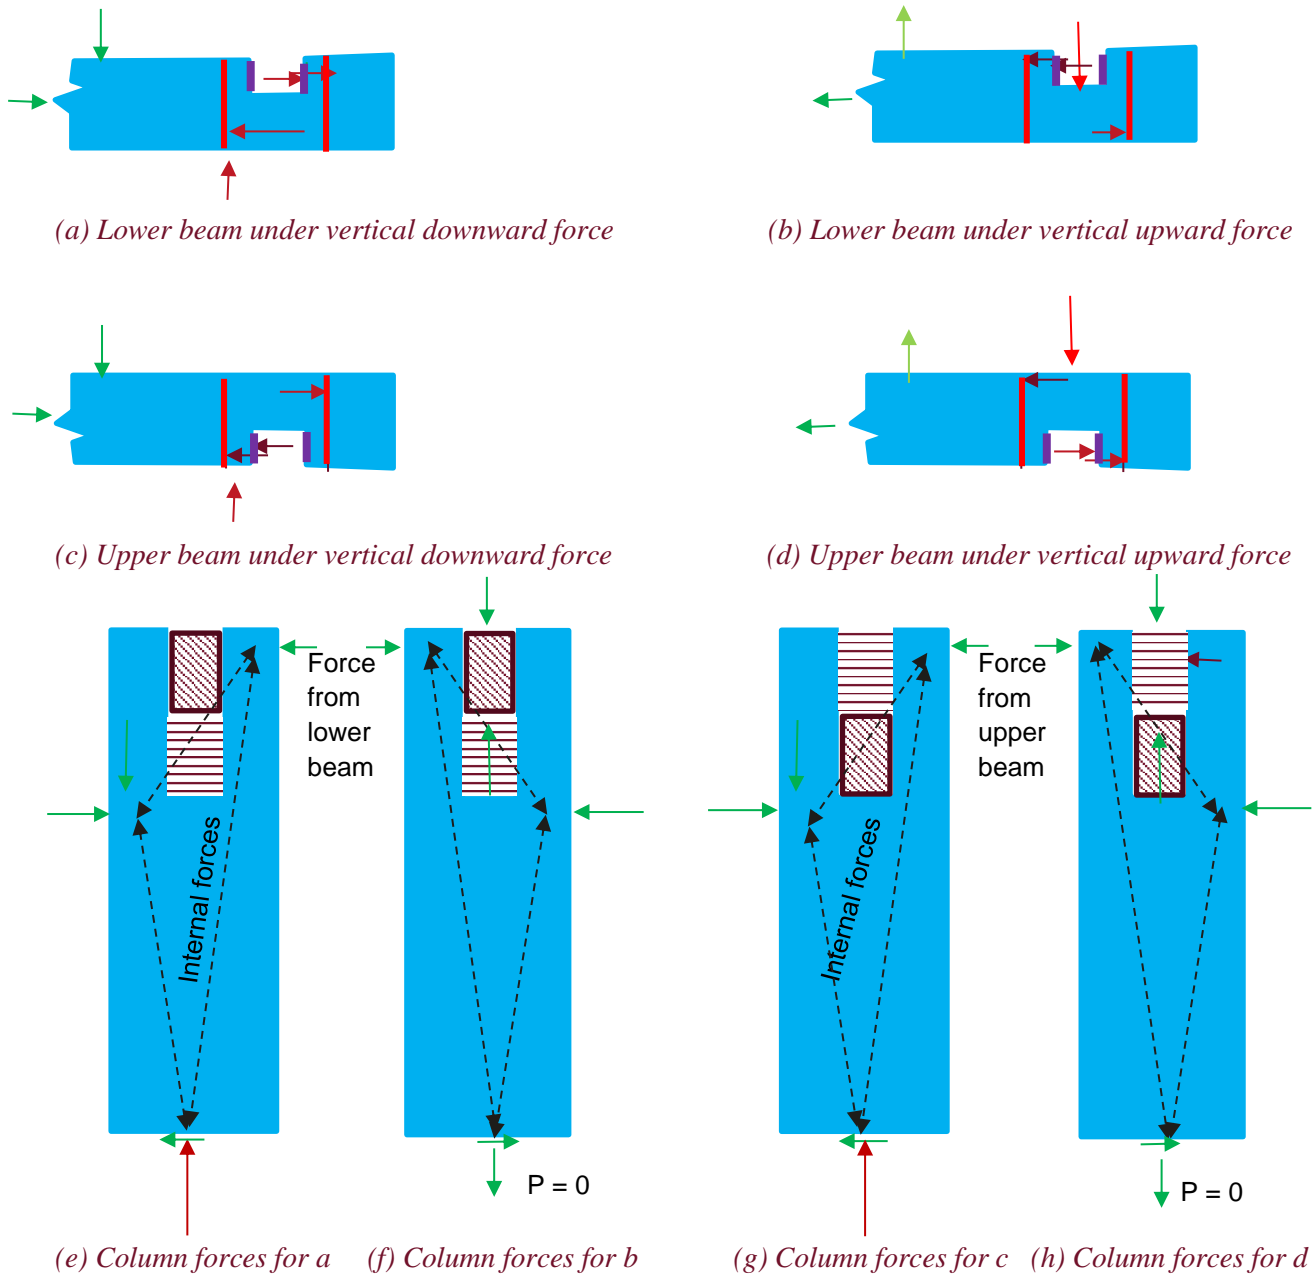 (a) Lower beam under vertical downward force
(b) Lower beam under vertical upward force
(c) Upper beam under vertical downward force
(d) Upper beam under vertical upward force
Force
from
lower
beam
Internal forces
P = 0
Force
from
upper
beam
Internal forces
P = 0
(e) Column forces for a
(f) Column forces for b
(g) Column forces for c
(h) Column forces for d